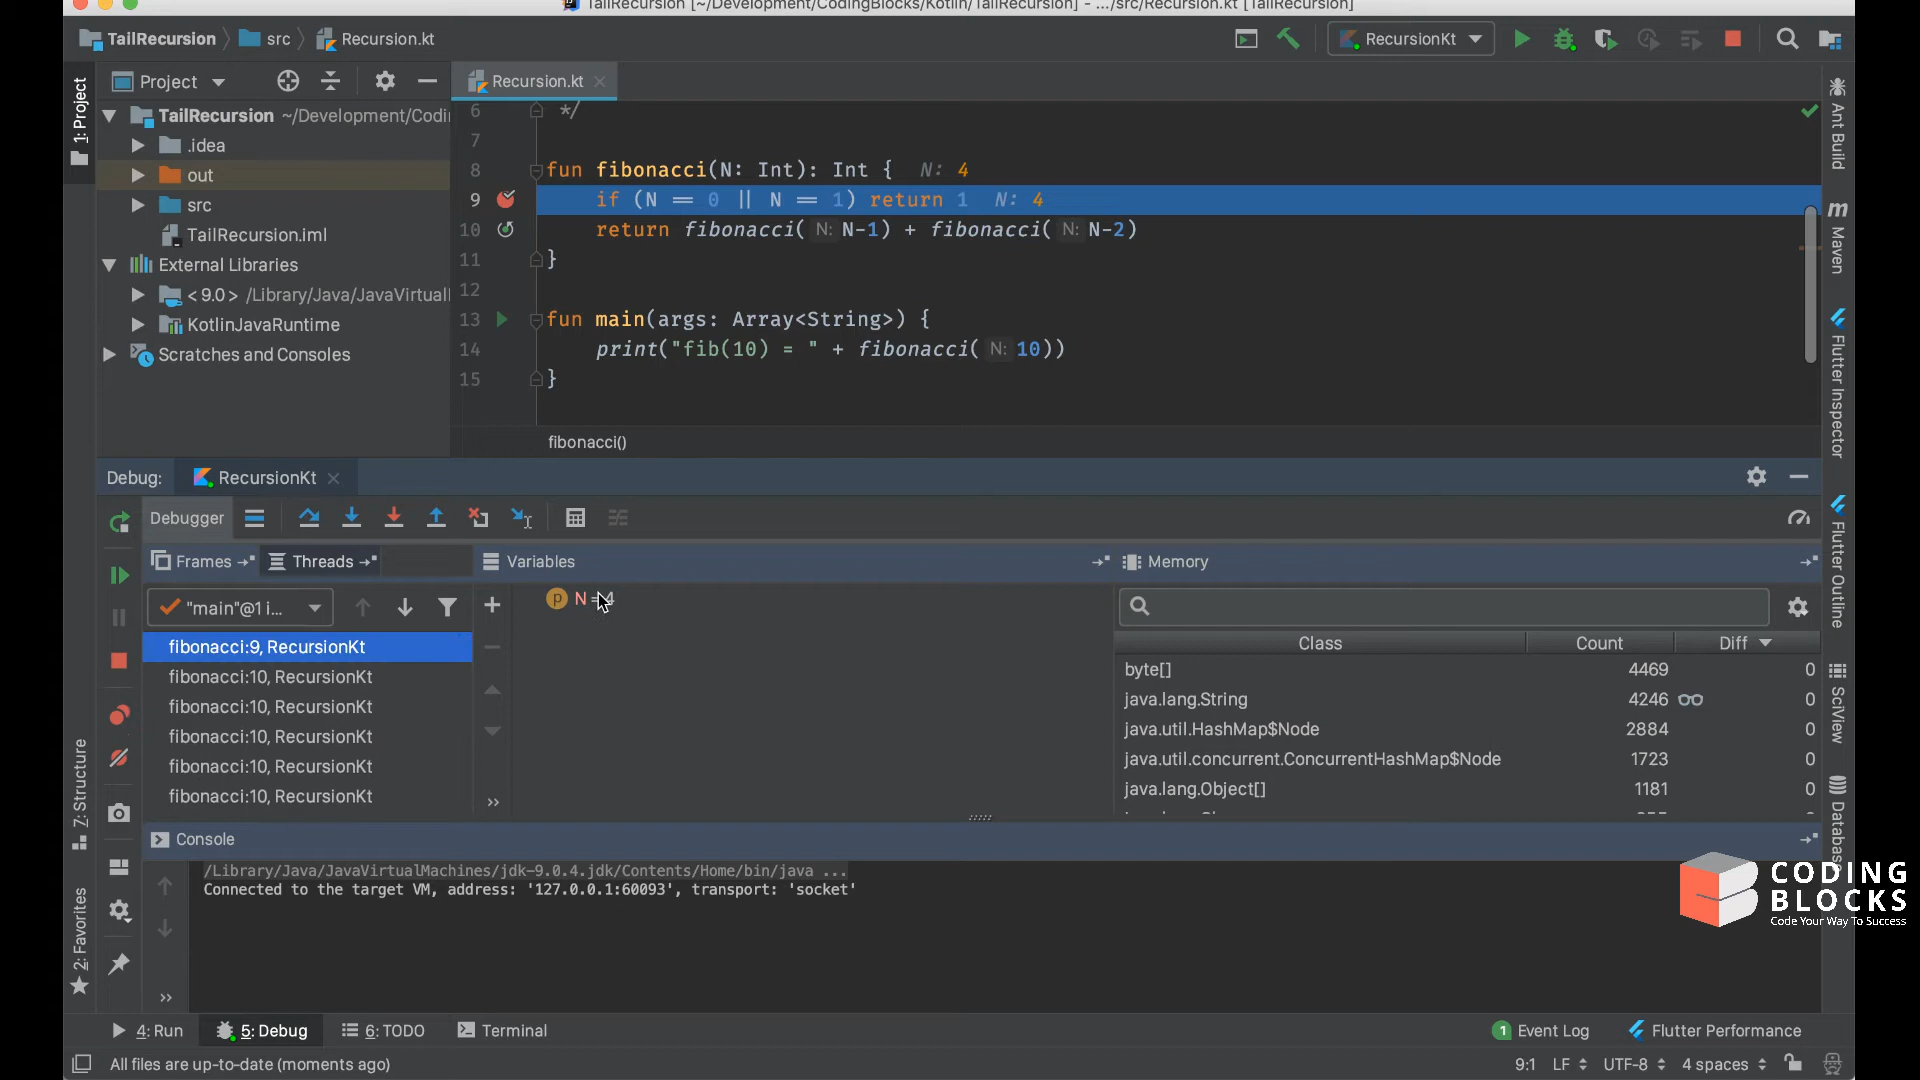 TailRecursion [~/Development/CodingBlocks/Kotlin/TailRecursion] - .../src/Recursion.kt [TailRecursion]
TailRecursion src Recursion.kt RecursionKt
1: Project
Project
Recursion.kt
TailRecursion ~/Development/Codi
.idea
out
src
TailRecursion.iml
External Libraries
< 9.0 > /Library/Java/JavaVirtual
KotlinJavaRuntime
Scratches and Consoles
6 */
7
8 fun fibonacci(N: Int): Int { N: 4
9 if (N == 0 || N == 1) return 1 N: 4
10 return fibonacci( N: N-1) + fibonacci( N: N-2)
11 }
12
13 fun main(args: Array<String>) {
14 print("fib(10) = " + fibonacci( N: 10))
15 }
fibonacci()
Ant Build
Maven
Flutter Inspector
Flutter Outline
SciView
Database
Debug: RecursionKt
Debugger
Frames Threads Variables Memory
"main"@1 i...
N = 4
fibonacci:9, RecursionKt
fibonacci:10, RecursionKt
fibonacci:10, RecursionKt
fibonacci:10, RecursionKt
fibonacci:10, RecursionKt
fibonacci:10, RecursionKt
Class Count Diff
byte[] 4469 0
java.lang.String 4246 0
java.util.HashMap$Node 2884 0
java.util.concurrent.ConcurrentHashMap$Node 1723 0
java.lang.Object[] 1181 0
Z: Structure
2: Favorites
Console
/Library/Java/JavaVirtualMachines/jdk-9.0.4.jdk/Contents/Home/bin/java ...
Connected to the target VM, address: '127.0.0.1:60093', transport: 'socket'
CODING
BLOCKS
Code Your Way To Success
4: Run 5: Debug 6: TODO Terminal 1 Event Log Flutter Performance
All files are up-to-date (moments ago) 9:1 LF UTF-8 4 spaces